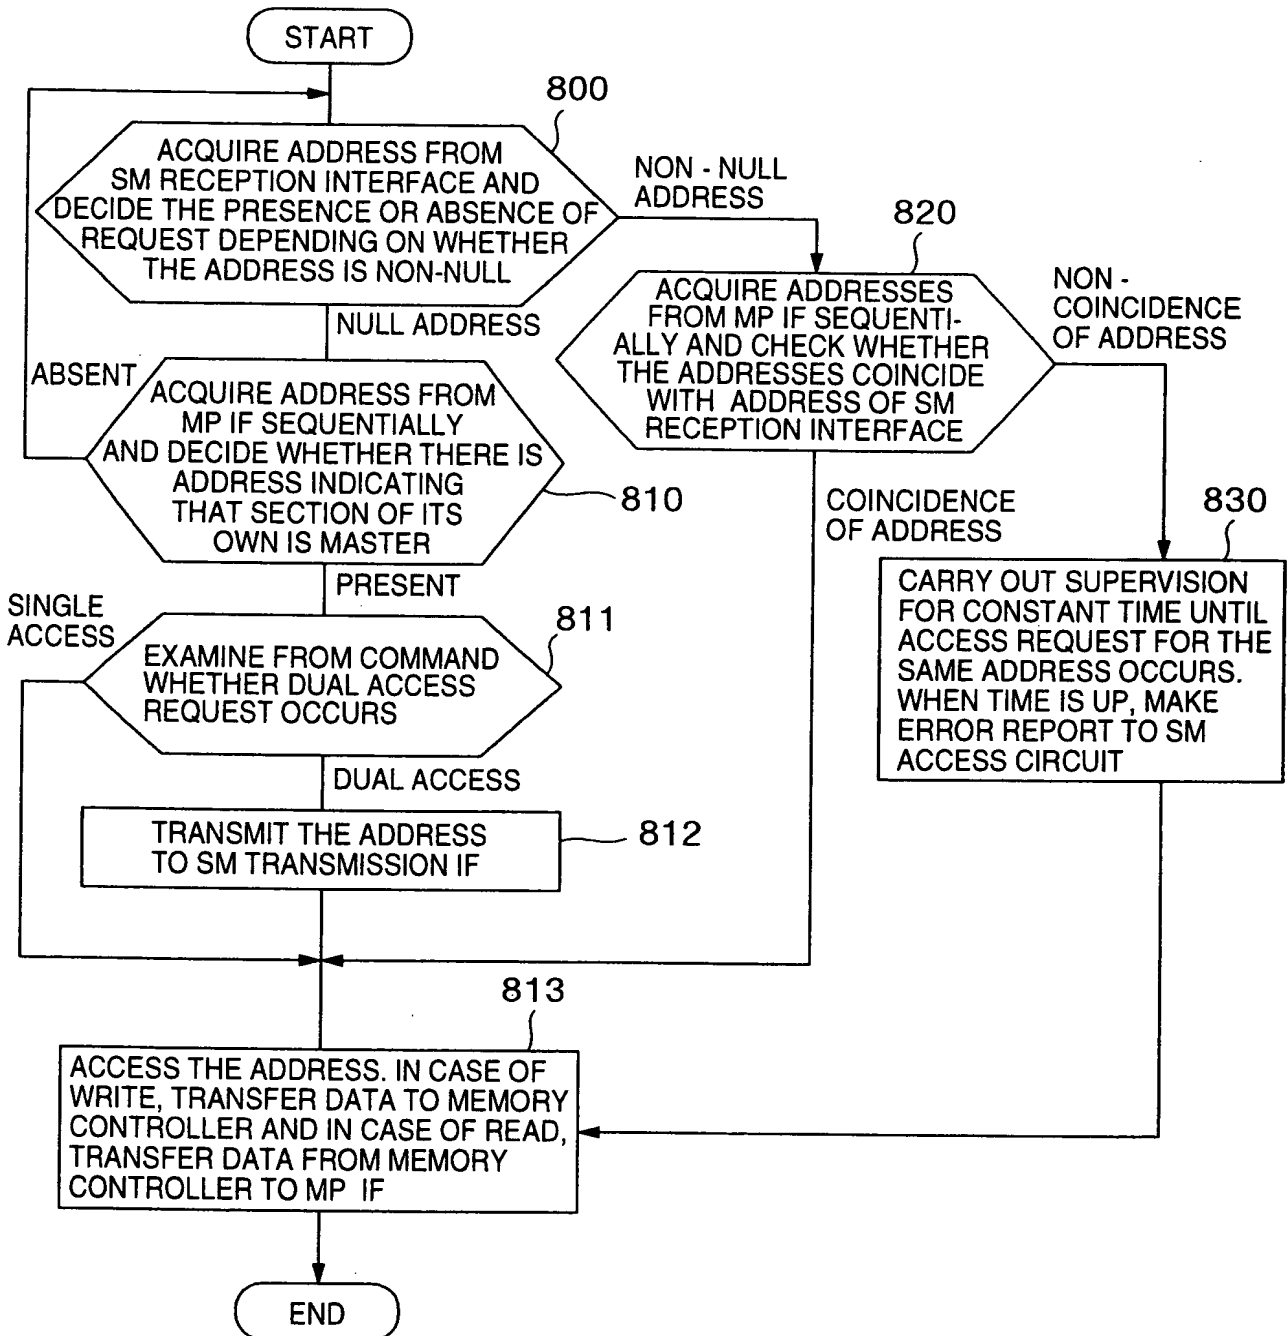 START
800
ACQUIRE ADDRESS FROM
SM RECEPTION INTERFACE AND
DECIDE THE PRESENCE OR ABSENCE OF
REQUEST DEPENDING ON WHETHER
THE ADDRESS IS NON-NULL
NON - NULL
ADDRESS
NULL ADDRESS
820
ACQUIRE ADDRESSES
FROM MP IF SEQUENTI-
ALLY AND CHECK WHETHER
THE ADDRESSES COINCIDE
WITH ADDRESS OF SM
RECEPTION INTERFACE
NON -
COINCIDENCE
OF ADDRESS
ABSENT
ACQUIRE ADDRESS FROM
MP IF SEQUENTIALLY
AND DECIDE WHETHER THERE IS
ADDRESS INDICATING
THAT SECTION OF ITS
OWN IS MASTER
810
COINCIDENCE
OF ADDRESS
830
CARRY OUT SUPERVISION
FOR CONSTANT TIME UNTIL
ACCESS REQUEST FOR THE
SAME ADDRESS OCCURS.
WHEN TIME IS UP, MAKE
ERROR REPORT TO SM
ACCESS CIRCUIT
PRESENT
SINGLE
ACCESS
811
EXAMINE FROM COMMAND
WHETHER DUAL ACCESS
REQUEST OCCURS
DUAL ACCESS
TRANSMIT THE ADDRESS
TO SM TRANSMISSION IF
812
813
ACCESS THE ADDRESS. IN CASE OF
WRITE, TRANSFER DATA TO MEMORY
CONTROLLER AND IN CASE OF READ,
TRANSFER DATA FROM MEMORY
CONTROLLER TO MP IF
END